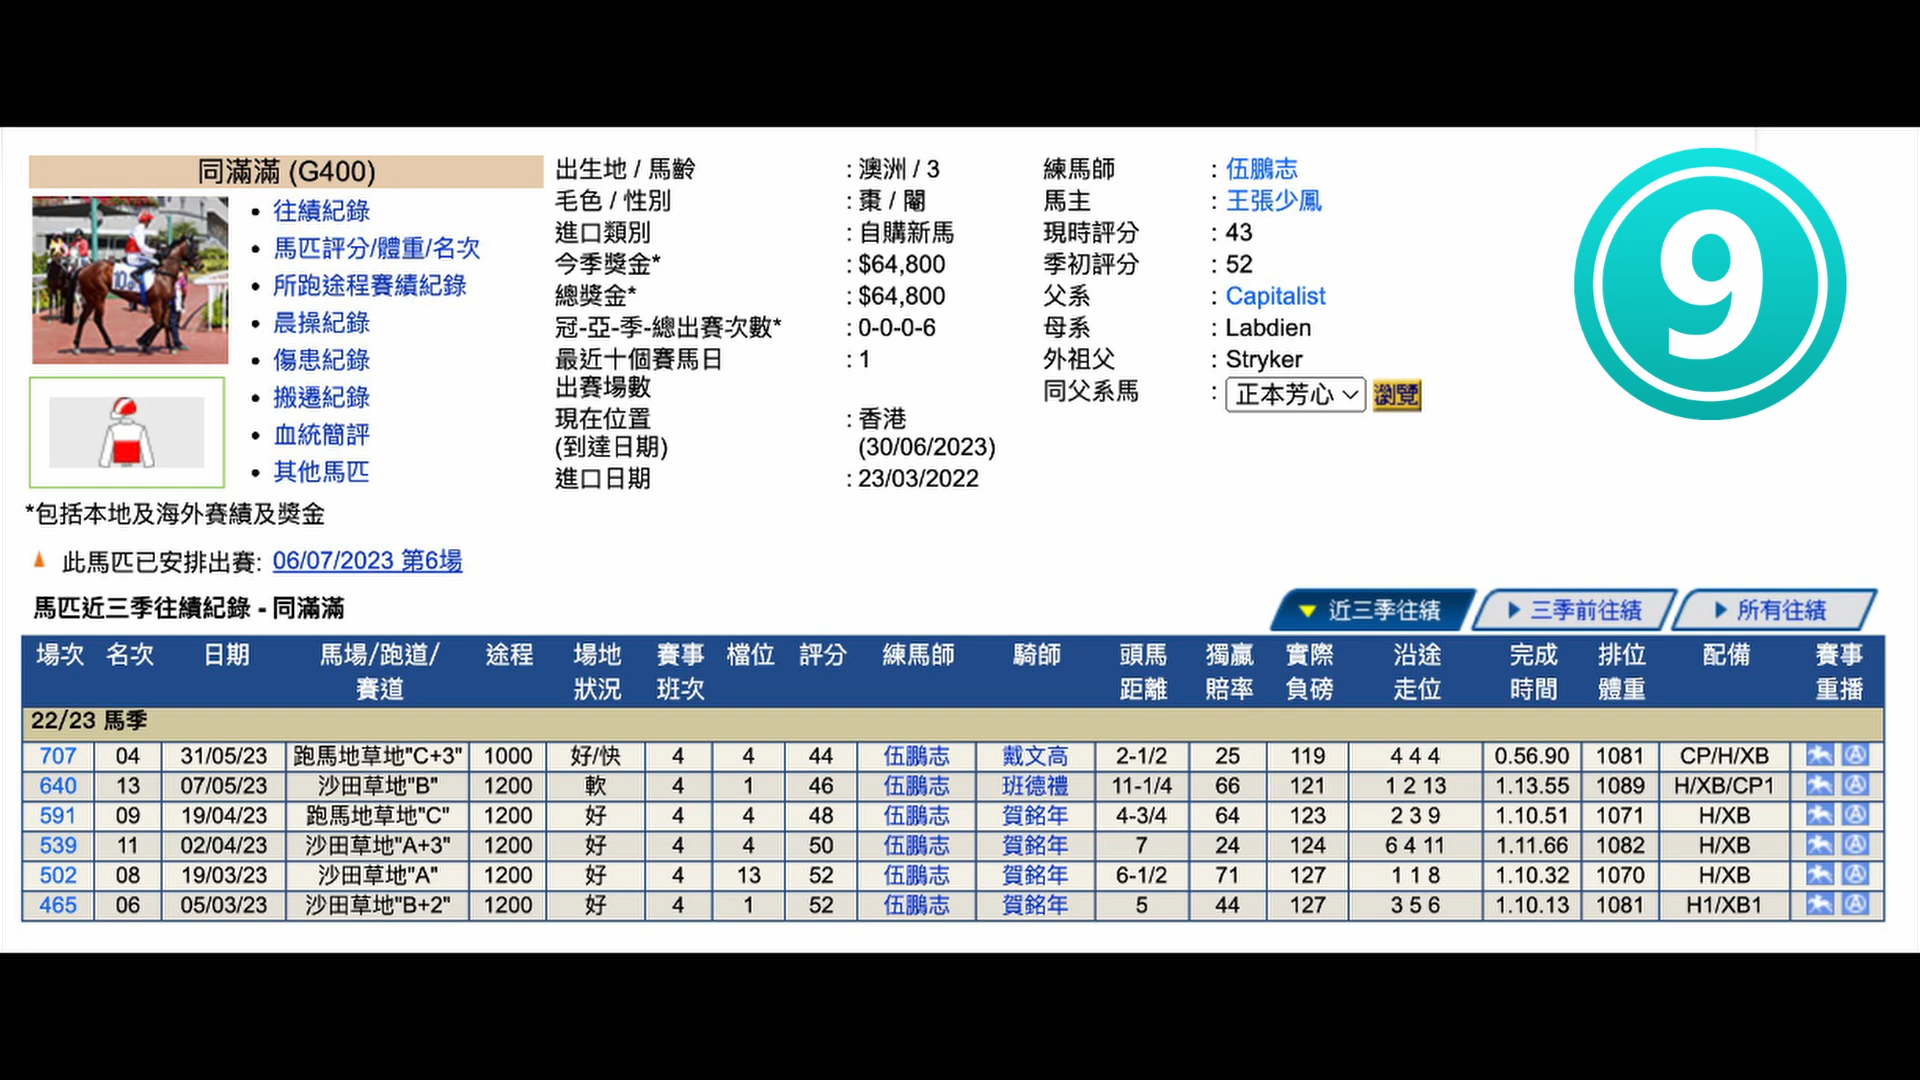 同滿滿 (G400)
往績紀錄
馬匹評分/體重/名次
所跑途程賽績紀錄
晨操紀錄
傷患紀錄
搬遷紀錄
血統簡評
其他馬匹
出生地 / 馬齡 : 澳洲 / 3
毛色 / 性別 : 棗 / 閹
進口類別 : 自購新馬
今季獎金* : $64,800
總獎金* : $64,800
冠-亞-季-總出賽次數* : 0-0-0-6
最近十個賽馬日 : 1
出賽場數
現在位置 : 香港
(到達日期) (30/06/2023)
進口日期 : 23/03/2022
練馬師 : 伍鵬志
馬主 : 王張少鳳
現時評分 : 43
季初評分 : 52
父系 : Capitalist
母系 : Labdien
外祖父 : Stryker
同父系馬 : 正本芳心 瀏覽
9
*包括本地及海外賽績及獎金
此馬匹已安排出賽: 06/07/2023 第6場
馬匹近三季往績紀錄 - 同滿滿
近三季往績 三季前往績 所有往績
場次 名次 日期 馬場/跑道/ 途程 場地 賽事 檔位 評分 練馬師 騎師 頭馬 獨贏 實際 沿途 完成 排位 配備 賽事
賽道 狀況 班次 距離 賠率 負磅 走位 時間 體重 重播
22/23 馬季
707 04 31/05/23 跑馬地草地"C+3" 1000 好/快 4 4 44 伍鵬志 戴文高 2-1/2 25 119 4 4 4 0.56.90 1081 CP/H/XB
640 13 07/05/23 沙田草地"B" 1200 軟 4 1 46 伍鵬志 班德禮 11-1/4 66 121 1 2 13 1.13.55 1089 H/XB/CP1
591 09 19/04/23 跑馬地草地"C" 1200 好 4 4 48 伍鵬志 賀銘年 4-3/4 64 123 2 3 9 1.10.51 1071 H/XB
539 11 02/04/23 沙田草地"A+3" 1200 好 4 4 50 伍鵬志 賀銘年 7 24 124 6 4 11 1.11.66 1082 H/XB
502 08 19/03/23 沙田草地"A" 1200 好 4 13 52 伍鵬志 賀銘年 6-1/2 71 127 1 1 8 1.10.32 1070 H/XB
465 06 05/03/23 沙田草地"B+2" 1200 好 4 1 52 伍鵬志 賀銘年 5 44 127 3 5 6 1.10.13 1081 H1/XB1